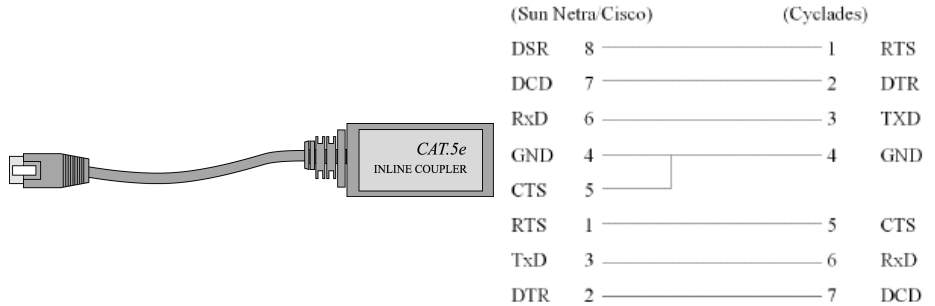 (Sun Netra/Cisco) (Cyclades)
DSR 8 1 RTS
DCD 7 2 DTR
RxD 6 3 TXD
GND 4 4 GND
CTS 5
RTS 1 5 CTS
TxD 3 6 RxD
DTR 2 7 DCD
CAT.5e
INLINE COUPLER